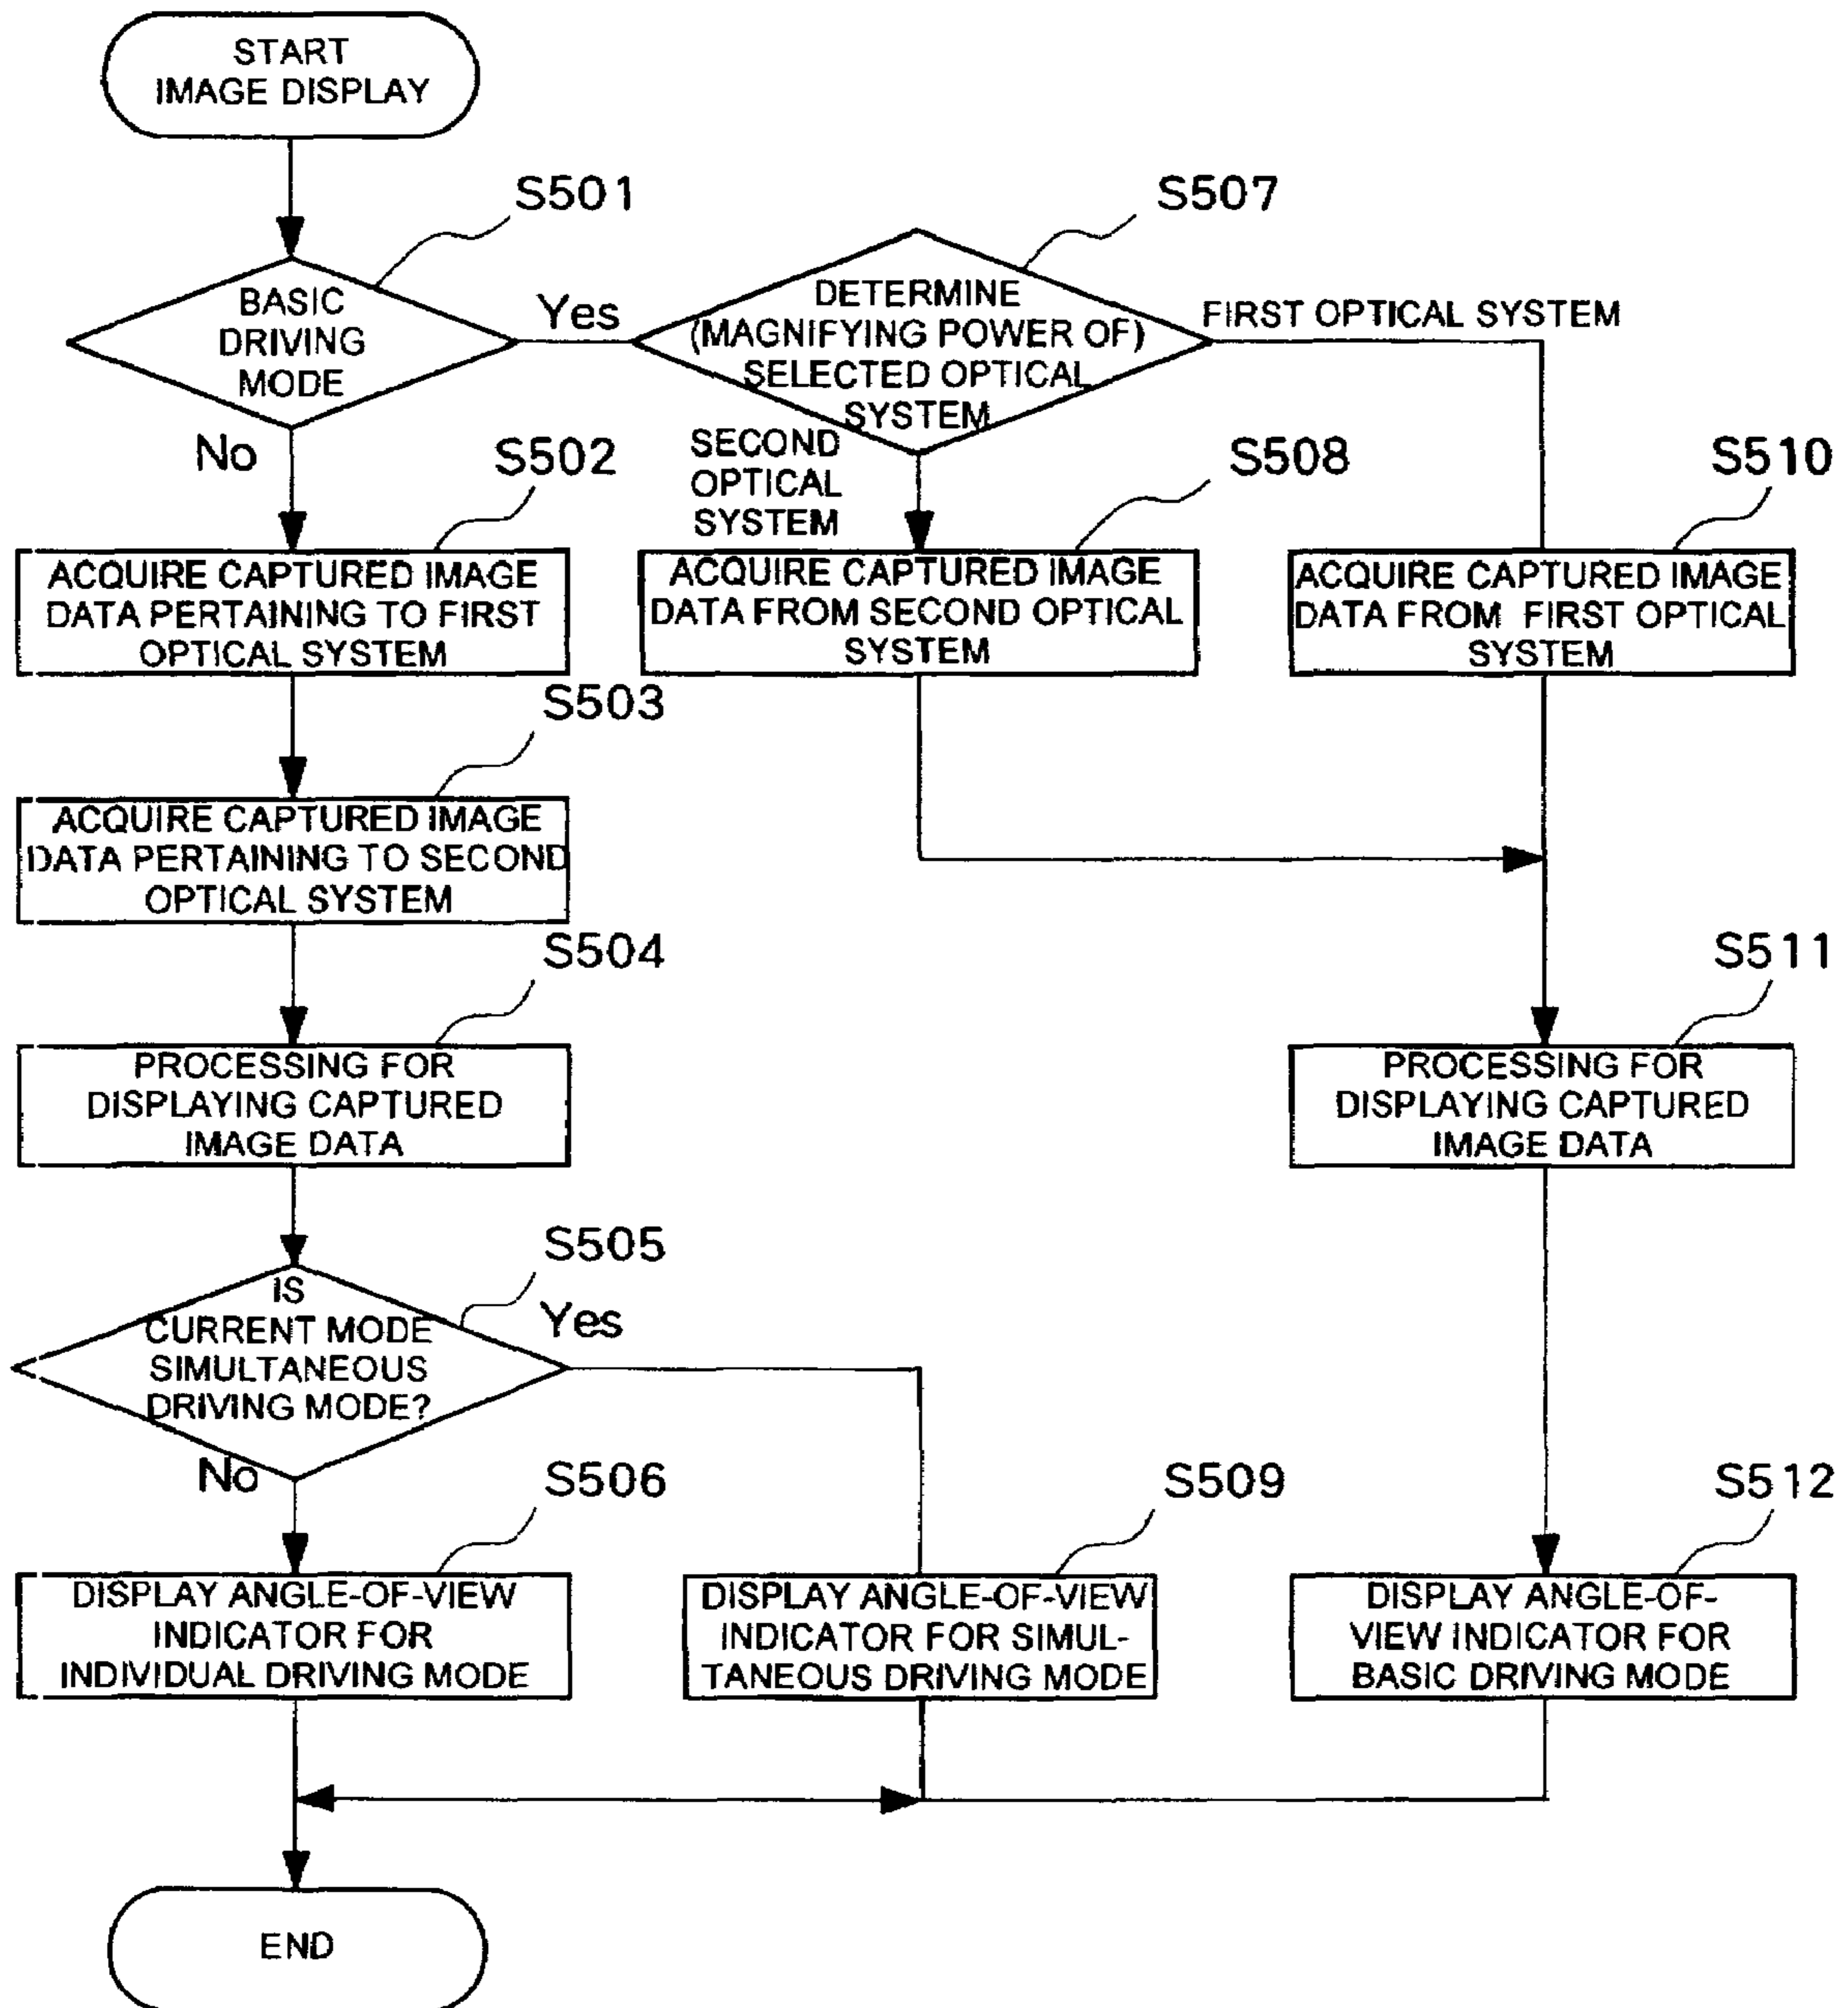 START
IMAGE DISPLAY
S501
BASIC
DRIVING
MODE
Yes
No
S507
DETERMINE
(MAGNIFYING POWER OF)
SELECTED OPTICAL
SYSTEM
FIRST OPTICAL SYSTEM
SECOND
OPTICAL
SYSTEM
S502
ACQUIRE CAPTURED IMAGE
DATA PERTAINING TO FIRST
OPTICAL SYSTEM
S508
ACQUIRE CAPTURED IMAGE
DATA FROM SECOND OPTICAL
SYSTEM
S510
ACQUIRE CAPTURED IMAGE
DATA FROM FIRST OPTICAL
SYSTEM
S503
ACQUIRE CAPTURED IMAGE
DATA PERTAINING TO SECOND
OPTICAL SYSTEM
S504
PROCESSING FOR
DISPLAYING CAPTURED
IMAGE DATA
S511
PROCESSING FOR
DISPLAYING CAPTURED
IMAGE DATA
S505
IS
CURRENT MODE
SIMULTANEOUS
DRIVING MODE?
Yes
No
S506
DISPLAY ANGLE-OF-VIEW
INDICATOR FOR
INDIVIDUAL DRIVING MODE
S509
DISPLAY ANGLE-OF-VIEW
INDICATOR FOR SIMUL-
TANEOUS DRIVING MODE
S512
DISPLAY ANGLE-OF-
VIEW INDICATOR FOR
BASIC DRIVING MODE
END